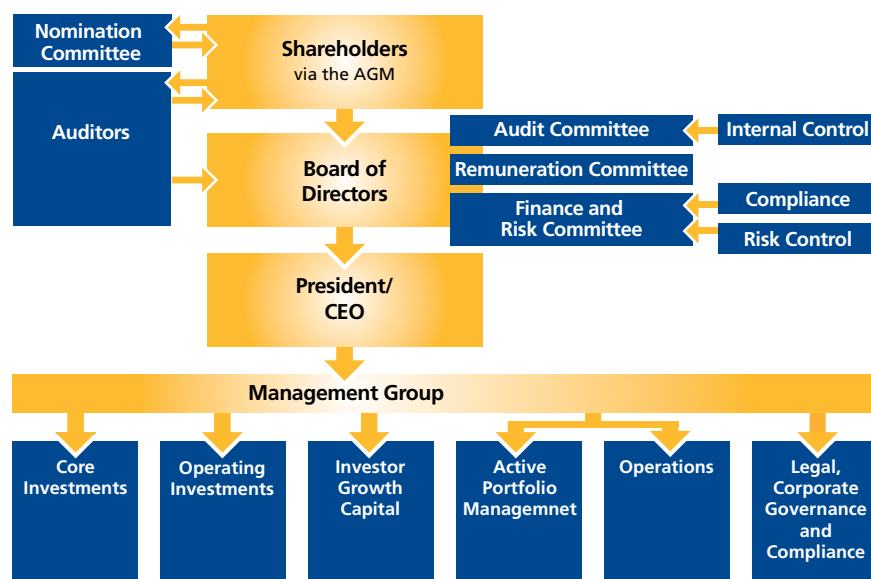 Nomination
Committee
Shareholders
via the AGM
Auditors
Board of
Directors
Audit Committee
Internal Control
Remuneration Committee
Finance and
Risk Committee
Compliance
Risk Control
President/
CEO
Management Group
Core
Investments
Operating
Investments
Investor
Growth
Capital
Active
Portfolio
Managemnet
Operations
Legal,
Corporate
Governance
and
Compliance